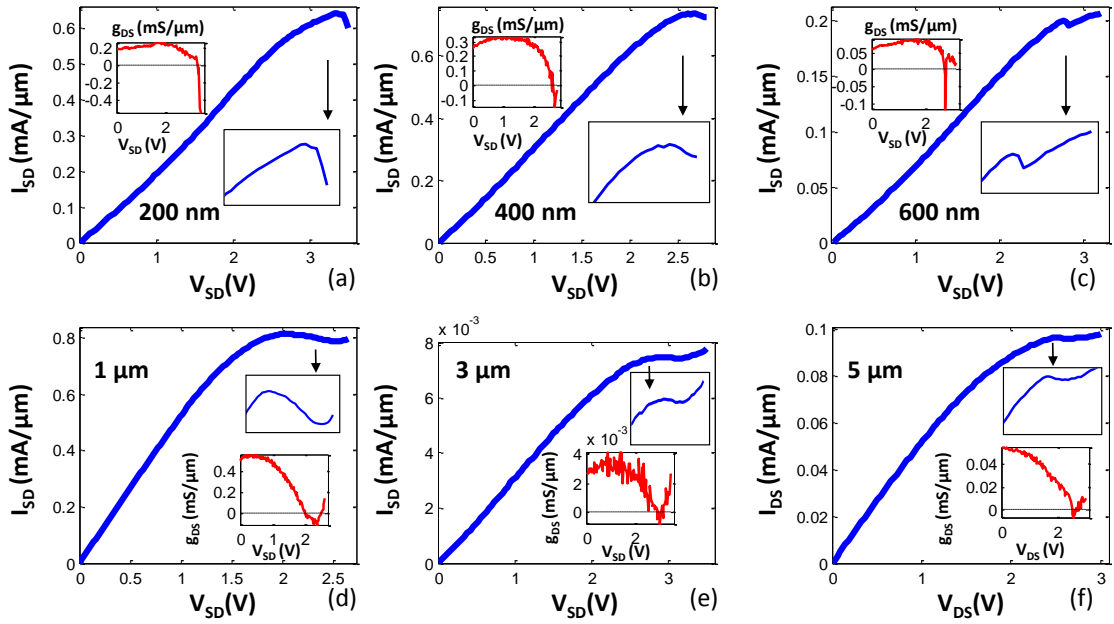 I_SD (mA/µm)
0.6
0.4
0.3
0.2
0.1
0
g_DS (mS/µm)
0.2
0
-0.2
-0.4
0 2
V_SD (V)
200 nm
0 1 2 3
V_SD(V)
(a)
I_SD (mA/µm)
0.7
0.6
0.4
0.3
0.1
0
g_DS (mS/µm)
0.3
0.2
0.1
0
-0.1
0 1 2
V_SD (V)
400 nm
0 0.5 1 1.5 2 2.5
V_SD(V)
(b)
I_SD (mA/µm)
0.2
0.15
0.1
0.05
0
g_DS (mS/µm)
0.05
0
-0.05
-0.1
0 2
V_SD (V)
600 nm
0 1 2 3
V_SD(V)
(c)
I_SD (mA/µm)
0.8
0.6
0.4
0.2
0
1 µm
g_DS (mS/µm)
0.4
0.2
0
0 2
V_SD (V)
0 0.5 1 1.5 2 2.5
V_SD(V)
(d)
x 10⁻³
I_SD (mA/µm)
8
6
4
2
0
3 µm
x 10⁻³
g_DS (mS/µm)
4
2
0
0 2
V_SD (V)
0 1 2 3
V_SD(V)
(e)
I_DS (mA/µm)
0.1
0.08
0.06
0.04
0.02
0
5 µm
g_DS (mS/µm)
0.04
0.02
0
0 2
V_DS (V)
0 1 2 3
V_DS(V)
(f)